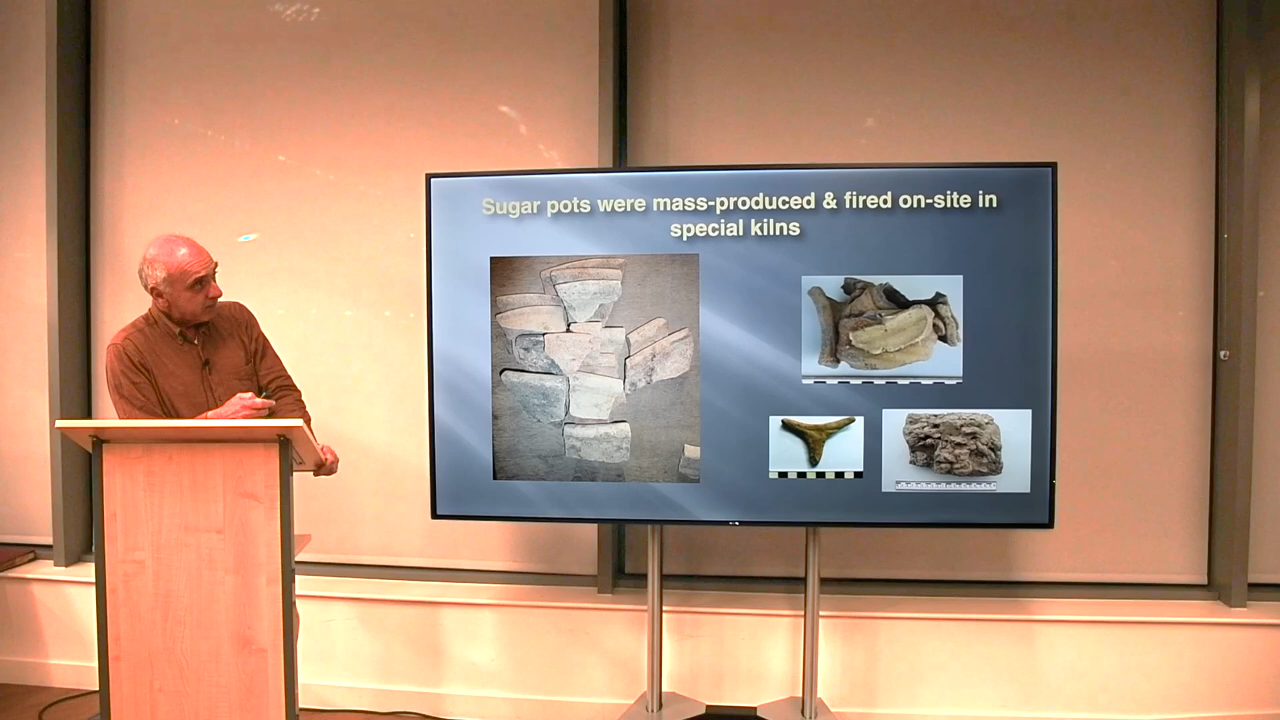 Sugar pots were mass-produced & fired on-site in
special kilns